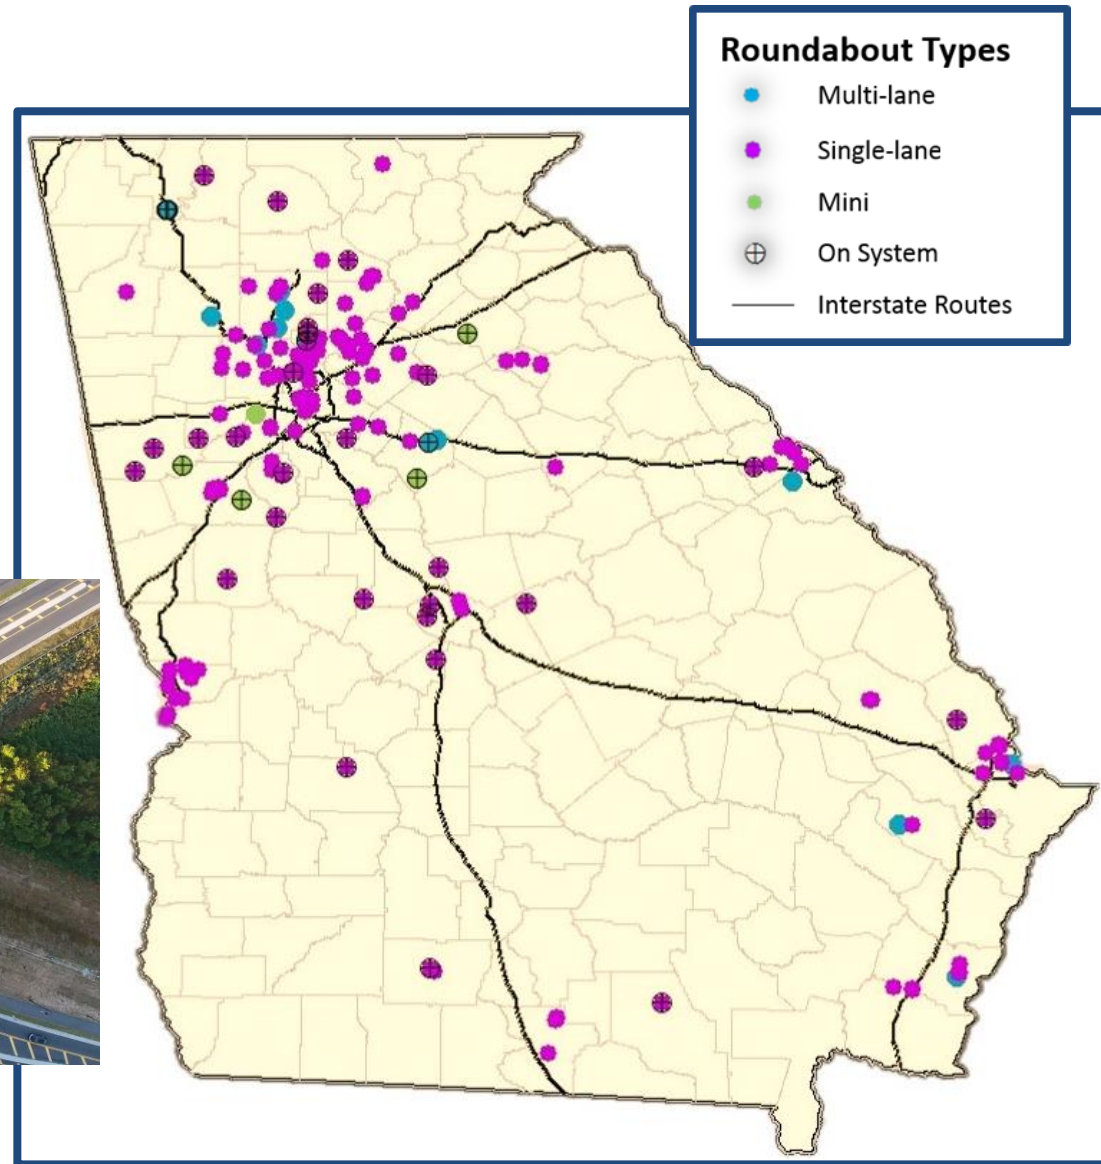 Roundabout Types
Multi-lane
Single-lane
Mini
On System
Interstate Routes